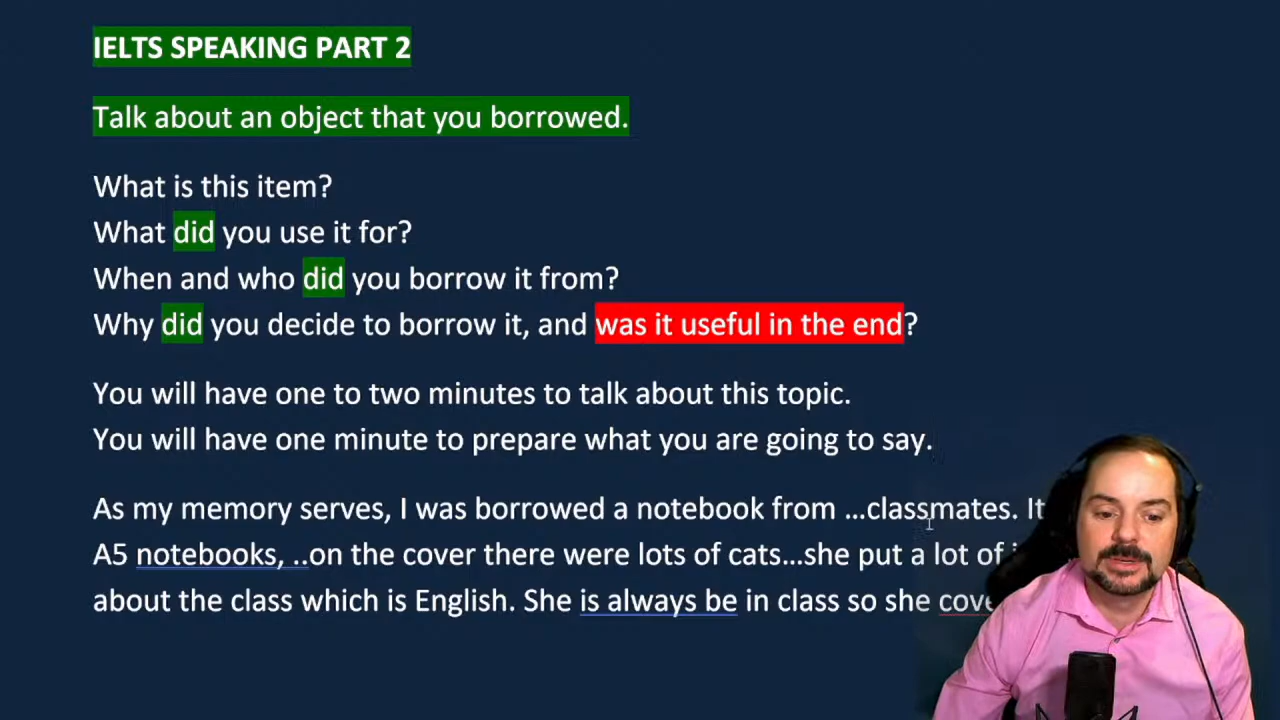 IELTS SPEAKING PART 2
Talk about an object that you borrowed.
What is this item?
What did you use it for?
When and who did you borrow it from?
Why did you decide to borrow it, and was it useful in the end?
You will have one to two minutes to talk about this topic.
You will have one minute to prepare what you are going to say.
As my memory serves, I was borrowed a notebook from ...classmates. It
A5 notebooks, ..on the cover there were lots of cats...she put a lot of
about the class which is English. She is always be in class so she